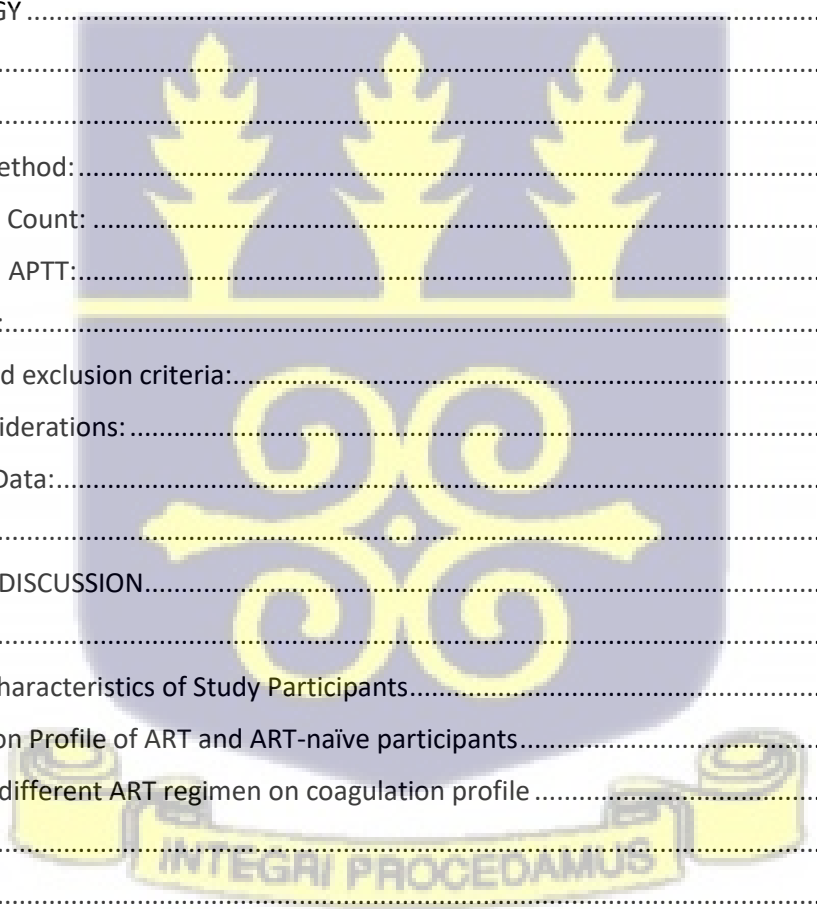 GY ..........................................................................
..........................................................................
..........................................................................
ethod: ..........................................................................
Count: ..........................................................................
APTT: ..........................................................................
: ..........................................................................
d exclusion criteria: ..........................................................................
iderations: ..........................................................................
Data: ..........................................................................
..........................................................................
DISCUSSION ..........................................................................
..........................................................................
haracteristics of Study Participants ..........................................................................
on Profile of ART and ART-naïve participants ..........................................................................
different ART regimen on coagulation profile ..........................................................................
..........................................................................
INTEGRI PROCEDAMUS
..........................................................................